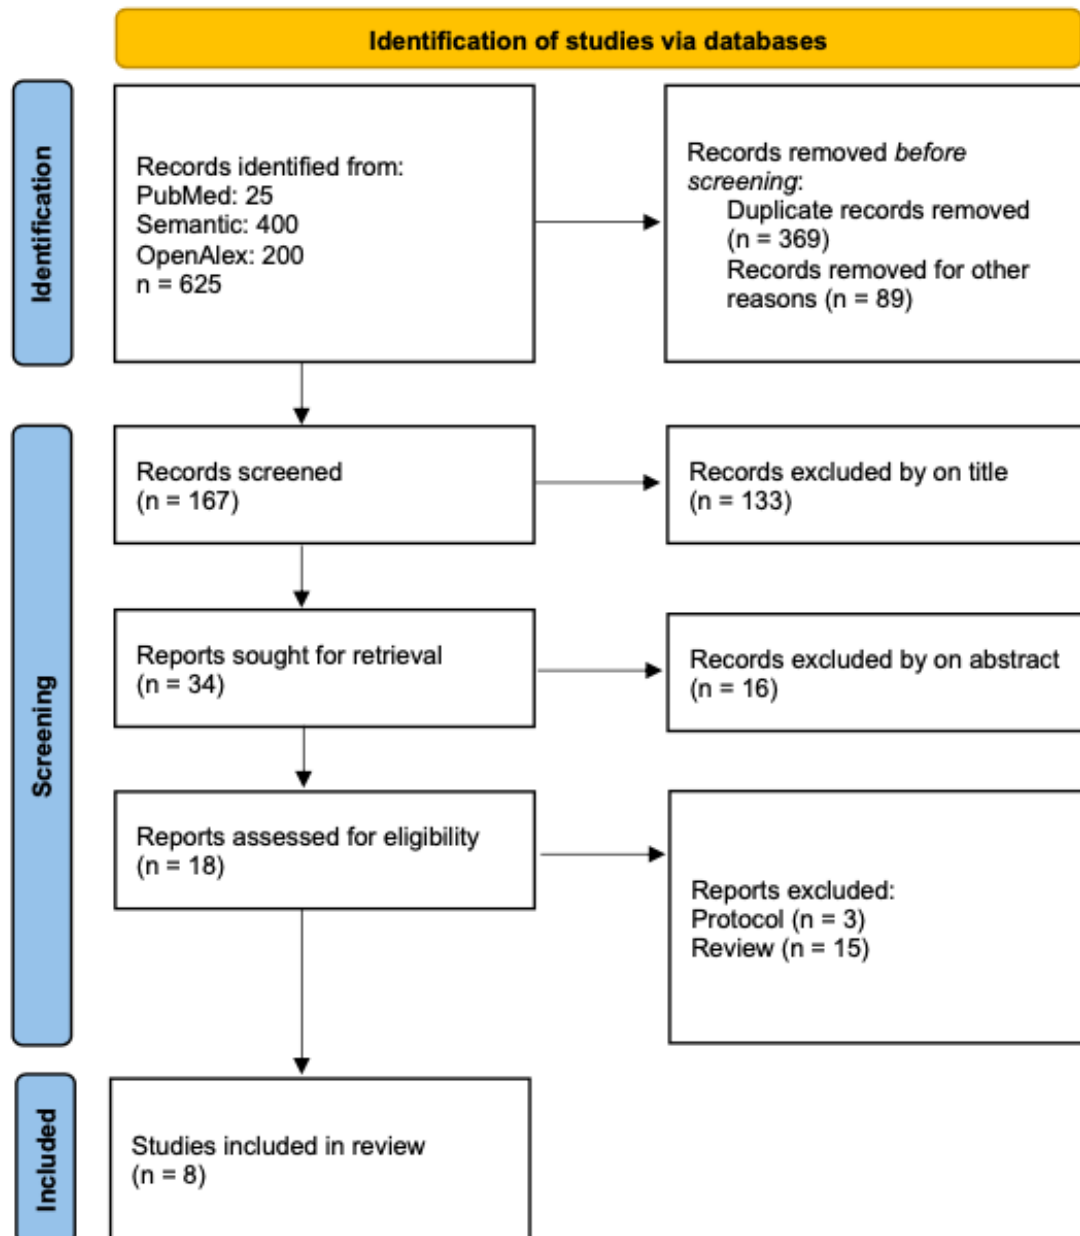 Identification of studies via databases
Identification
Records identified from:
PubMed: 25
Semantic: 400
OpenAlex: 200
n = 625
Records removed before
screening:
Duplicate records removed
(n = 369)
Records removed for other
reasons (n = 89)
Screening
Records screened
(n = 167)
Records excluded by on title
(n = 133)
Reports sought for retrieval
(n = 34)
Records excluded by on abstract
(n = 16)
Reports assessed for eligibility
(n = 18)
Reports excluded:
Protocol (n = 3)
Review (n = 15)
Included
Studies included in review
(n = 8)